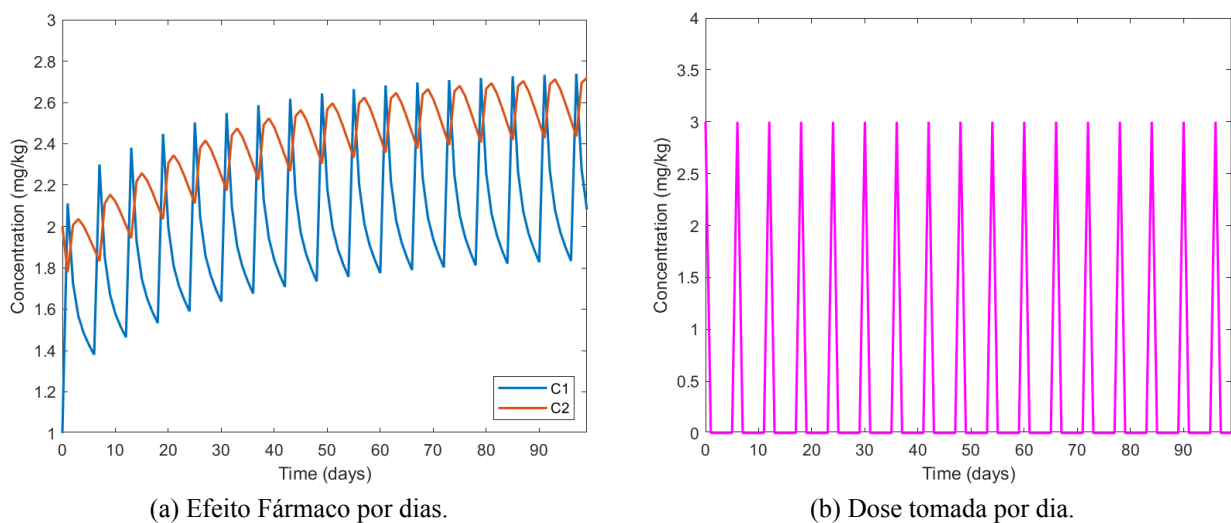 3
2.8
2.6
2.4
2.2
2
1.8
1.6
1.4
1.2
1
Concentration (mg/kg)
0 10 20 30 40 50 60 70 80 90
Time (days)
C1
C2
(a) Efeito Fármaco por dias.
4
3.5
3
2.5
2
1.5
1
0.5
0
Concentration (mg/kg)
0 10 20 30 40 50 60 70 80 90
Time (days)
(b) Dose tomada por dia.